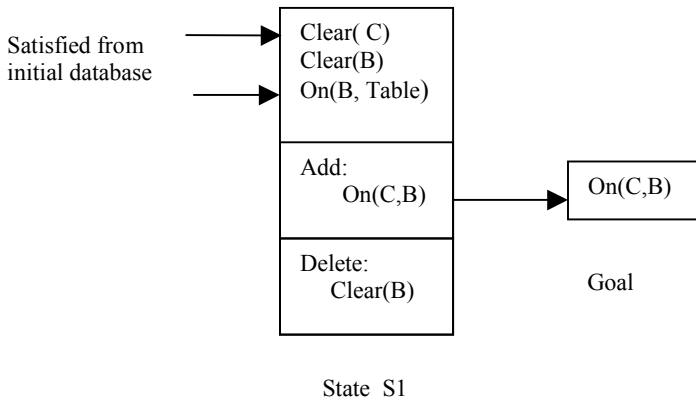 Satisfied from
initial database
Clear( C)
Clear(B)
On(B, Table)
Add:
On(C,B)
Delete:
Clear(B)
On(C,B)
Goal
State S1